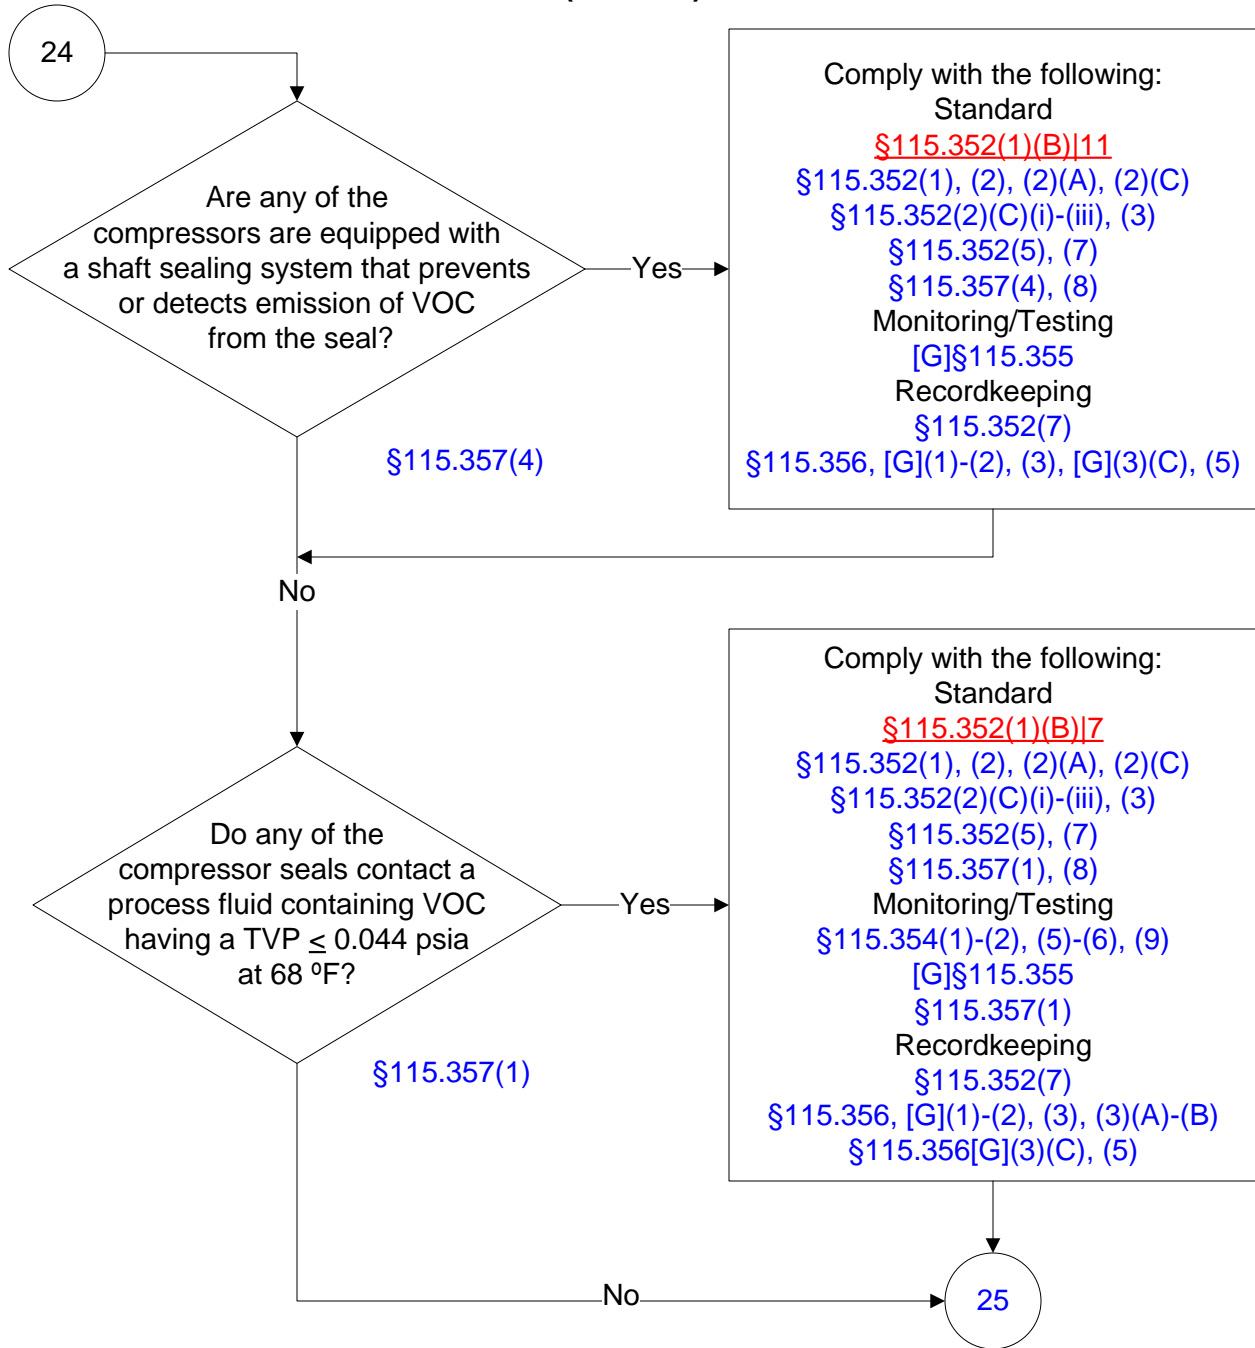 24
Are any of the
compressors are equipped with
a shaft sealing system that prevents
or detects emission of VOC
from the seal?
Yes
Comply with the following:
Standard
§115.352(1)(B)|11
§115.352(1), (2), (2)(A), (2)(C)
§115.352(2)(C)(i)-(iii), (3)
§115.352(5), (7)
§115.357(4), (8)
Monitoring/Testing
[G]§115.355
Recordkeeping
§115.352(7)
§115.356, [G](1)-(2), (3), [G](3)(C), (5)
§115.357(4)
No
Do any of the
compressor seals contact a
process fluid containing VOC
having a TVP ≤ 0.044 psia
at 68 ºF?
Yes
Comply with the following:
Standard
§115.352(1)(B)|7
§115.352(1), (2), (2)(A), (2)(C)
§115.352(2)(C)(i)-(iii), (3)
§115.352(5), (7)
§115.357(1), (8)
Monitoring/Testing
§115.354(1)-(2), (5)-(6), (9)
[G]§115.355
§115.357(1)
Recordkeeping
§115.352(7)
§115.356, [G](1)-(2), (3), (3)(A)-(B)
§115.356[G](3)(C), (5)
§115.357(1)
No
25